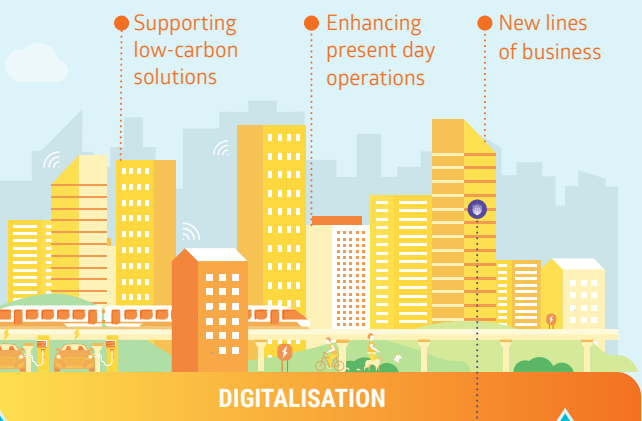 Supporting
low-carbon
solutions
Enhancing
present day
operations
New lines
of business
DIGITALISATION